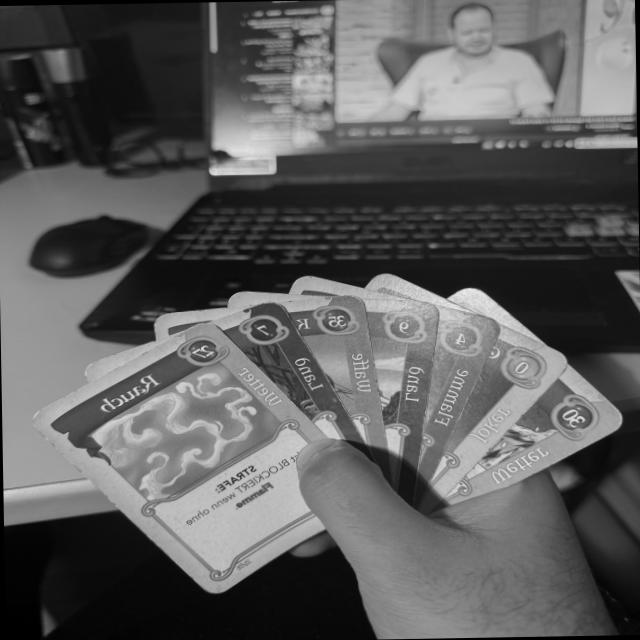 27
Rauch
Wetter
STRAFE:
BLOCKIERT wenn ohne
Flamme.
7
Land
35
K
Waffe
9
Land
4
Flamme
0
Joker
30
Wetter